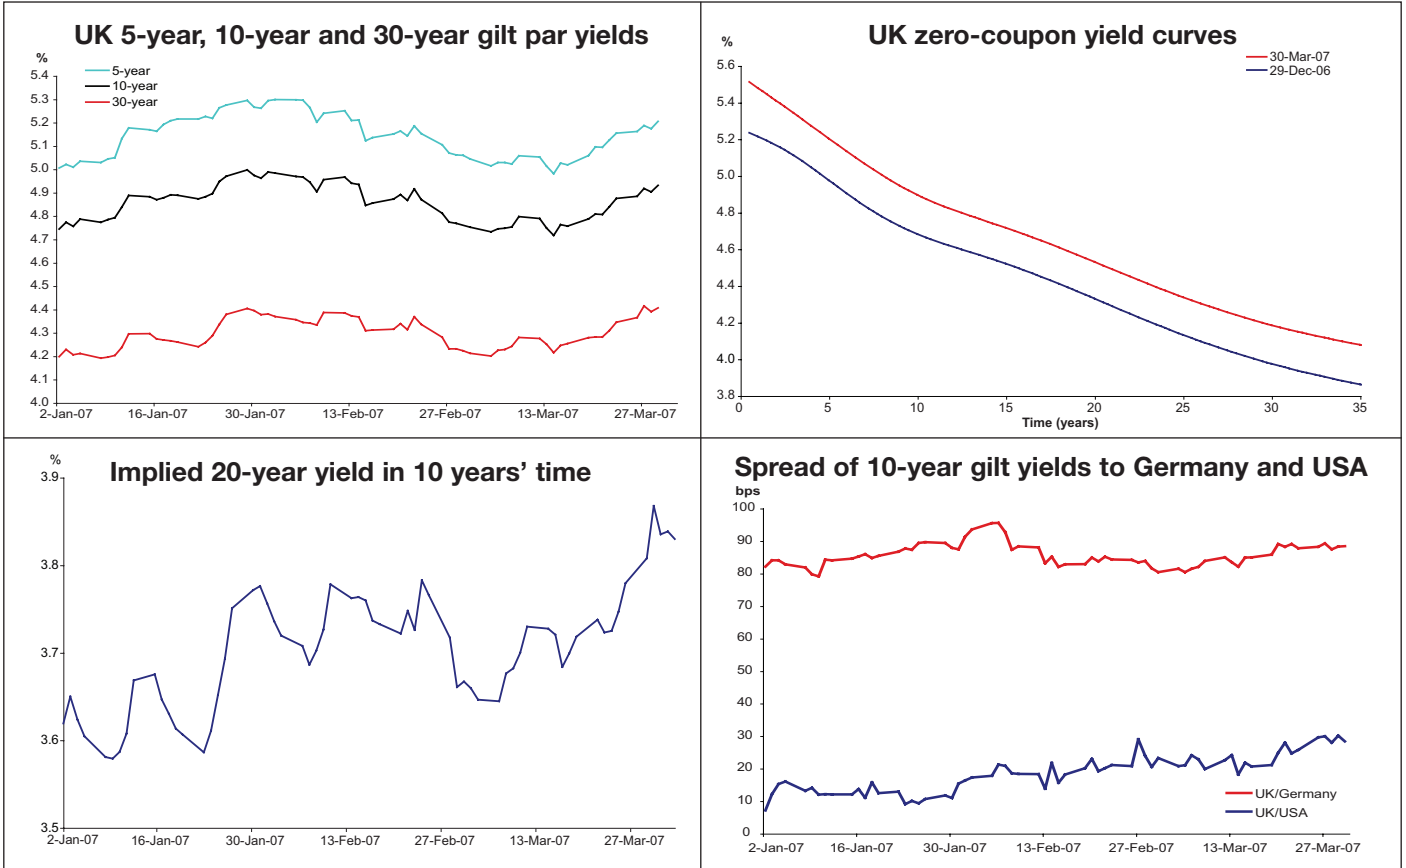 UK 5-year, 10-year and 30-year gilt par yields
%
5-year
10-year
30-year
5.4
5.3
5.2
5.1
5.0
4.9
4.8
4.7
4.6
4.5
4.4
4.3
4.2
4.1
4.0
2-Jan-07 16-Jan-07 30-Jan-07 13-Feb-07 27-Feb-07 13-Mar-07 27-Mar-07
UK zero-coupon yield curves
%
30-Mar-07
29-Dec-06
5.6
5.4
5.2
5.0
4.8
4.6
4.4
4.2
4.0
3.8
0 5 10 15 20 25 30 35
Time (years)
Implied 20-year yield in 10 years’ time
%
3.9
3.8
3.7
3.6
3.5
2-Jan-07 16-Jan-07 30-Jan-07 13-Feb-07 27-Feb-07 13-Mar-07 27-Mar-07
Spread of 10-year gilt yields to Germany and USA
bps
100
90
80
70
60
50
40
30
20
10
0
UK/Germany
UK/USA
2-Jan-07 16-Jan-07 30-Jan-07 13-Feb-07 27-Feb-07 13-Mar-07 27-Mar-07